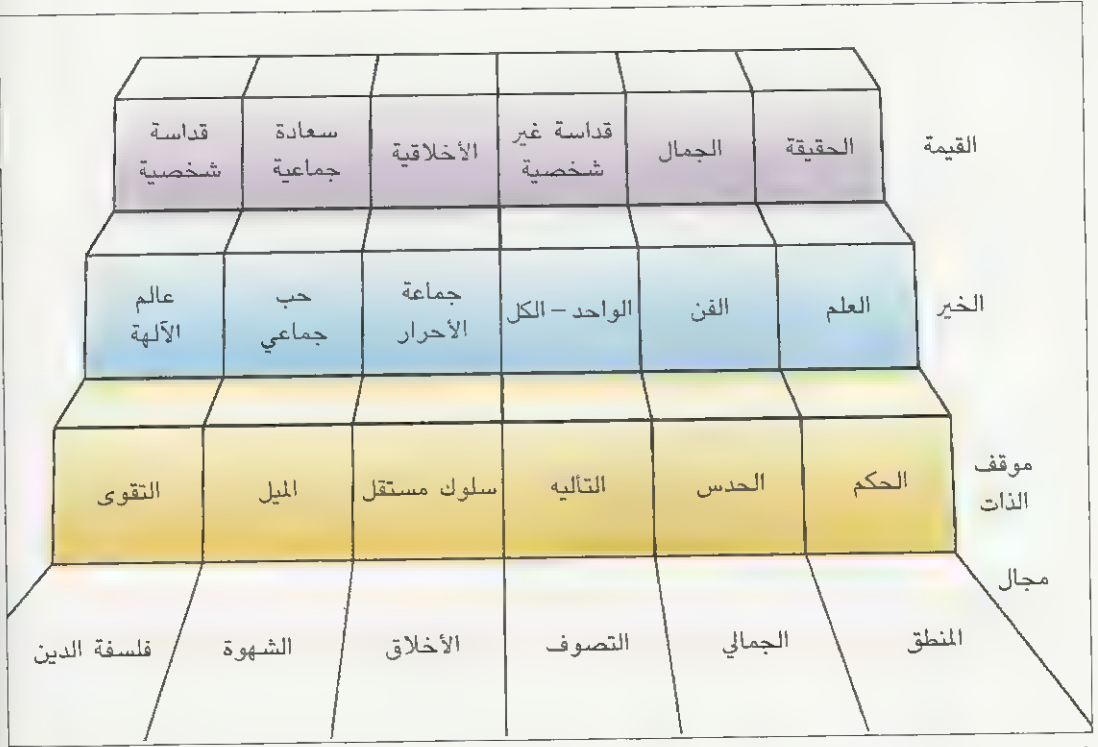 القيمة
الحقيقة
الجمال
قداسة غير
شخصية
الأخلاقية
سعادة
جماعية
قداسة
شخصية
الخير
العلم
الفن
الواحد – الكل
جماعة
الأحرار
حب
جماعي
عالم
الآلهة
موقف
الذات
الحكم
الحدس
التأليه
سلوك مستقل
الميل
التقوى
مجال
المنطق
الجمالي
التصوف
الأخلاق
الشهوة
فلسفة الدين